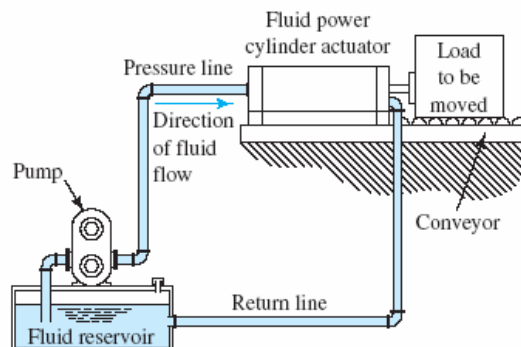 Fluid power
cylinder actuator
Load
to be
moved
Pressure line
Direction
of fluid
flow
Pump
Conveyor
Return line
Fluid reservoir